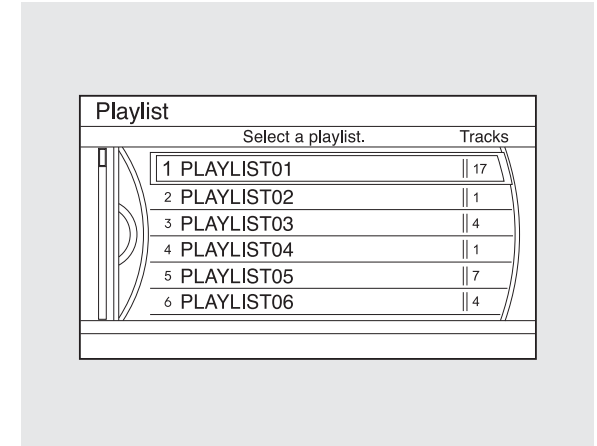 Playlist
Select a playlist. Tracks
1 PLAYLIST01 17
2 PLAYLIST02 1
3 PLAYLIST03 4
4 PLAYLIST04 1
5 PLAYLIST05 7
6 PLAYLIST06 4